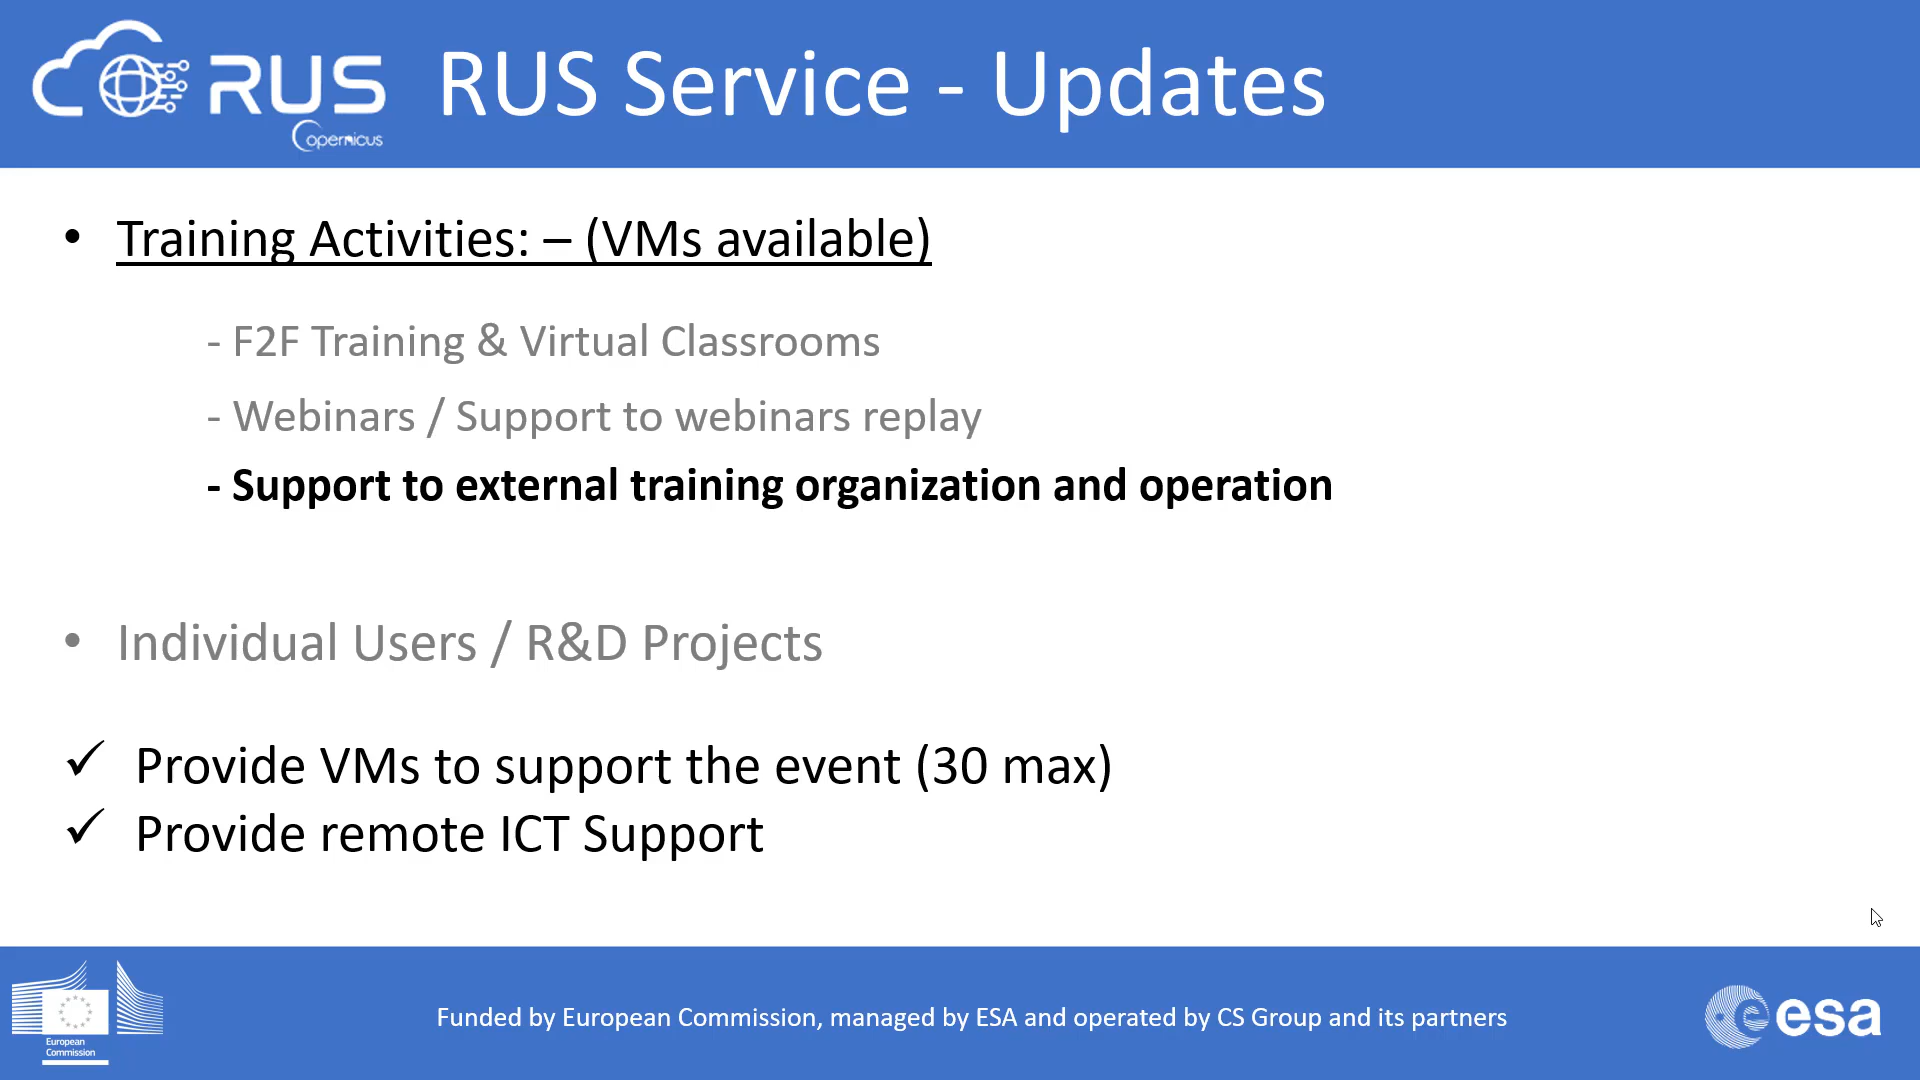 RUS
Copernicus
RUS Service - Updates
• Training Activities: – (VMs available)
- F2F Training & Virtual Classrooms
- Webinars / Support to webinars replay
- Support to external training organization and operation
• Individual Users / R&D Projects
✓ Provide VMs to support the event (30 max)
✓ Provide remote ICT Support
European
Commission
Funded by European Commission, managed by ESA and operated by CS Group and its partners
esa